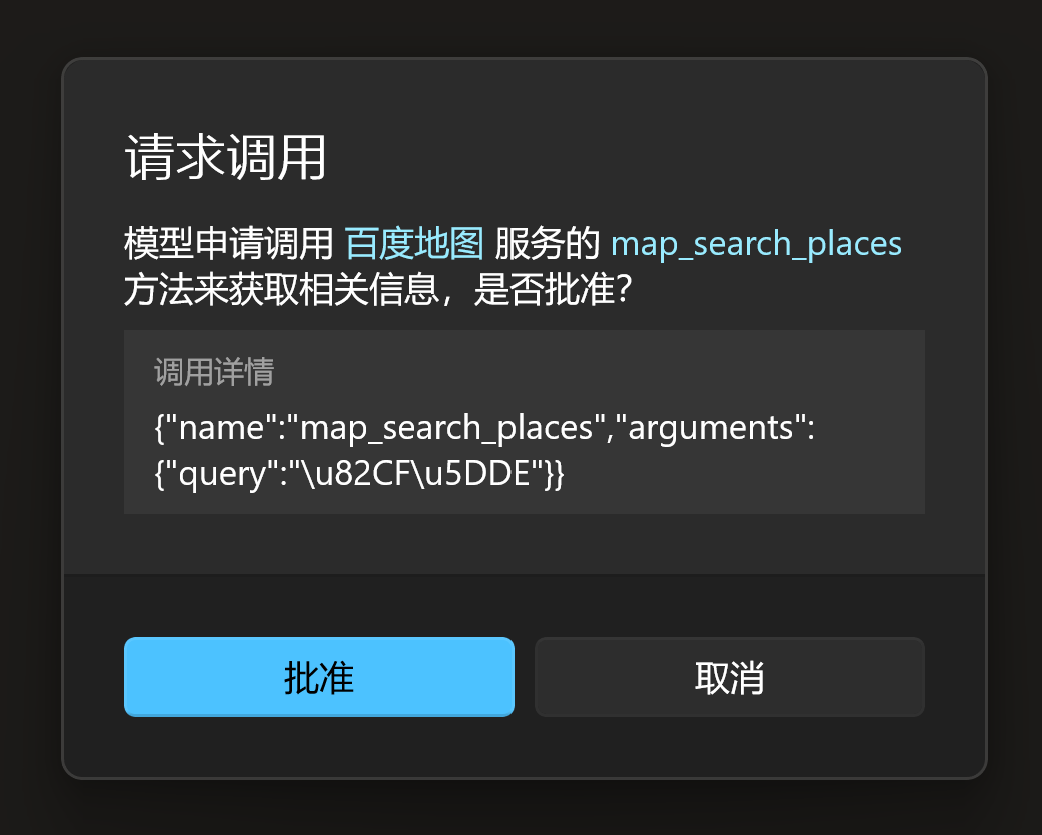 请求调用
模型申请调用 百度地图 服务的 map_search_places
方法来获取相关信息，是否批准？
调用详情
{"name":"map_search_places","arguments":
{"query":"\u82CF\u5DDE"}}
批准
取消